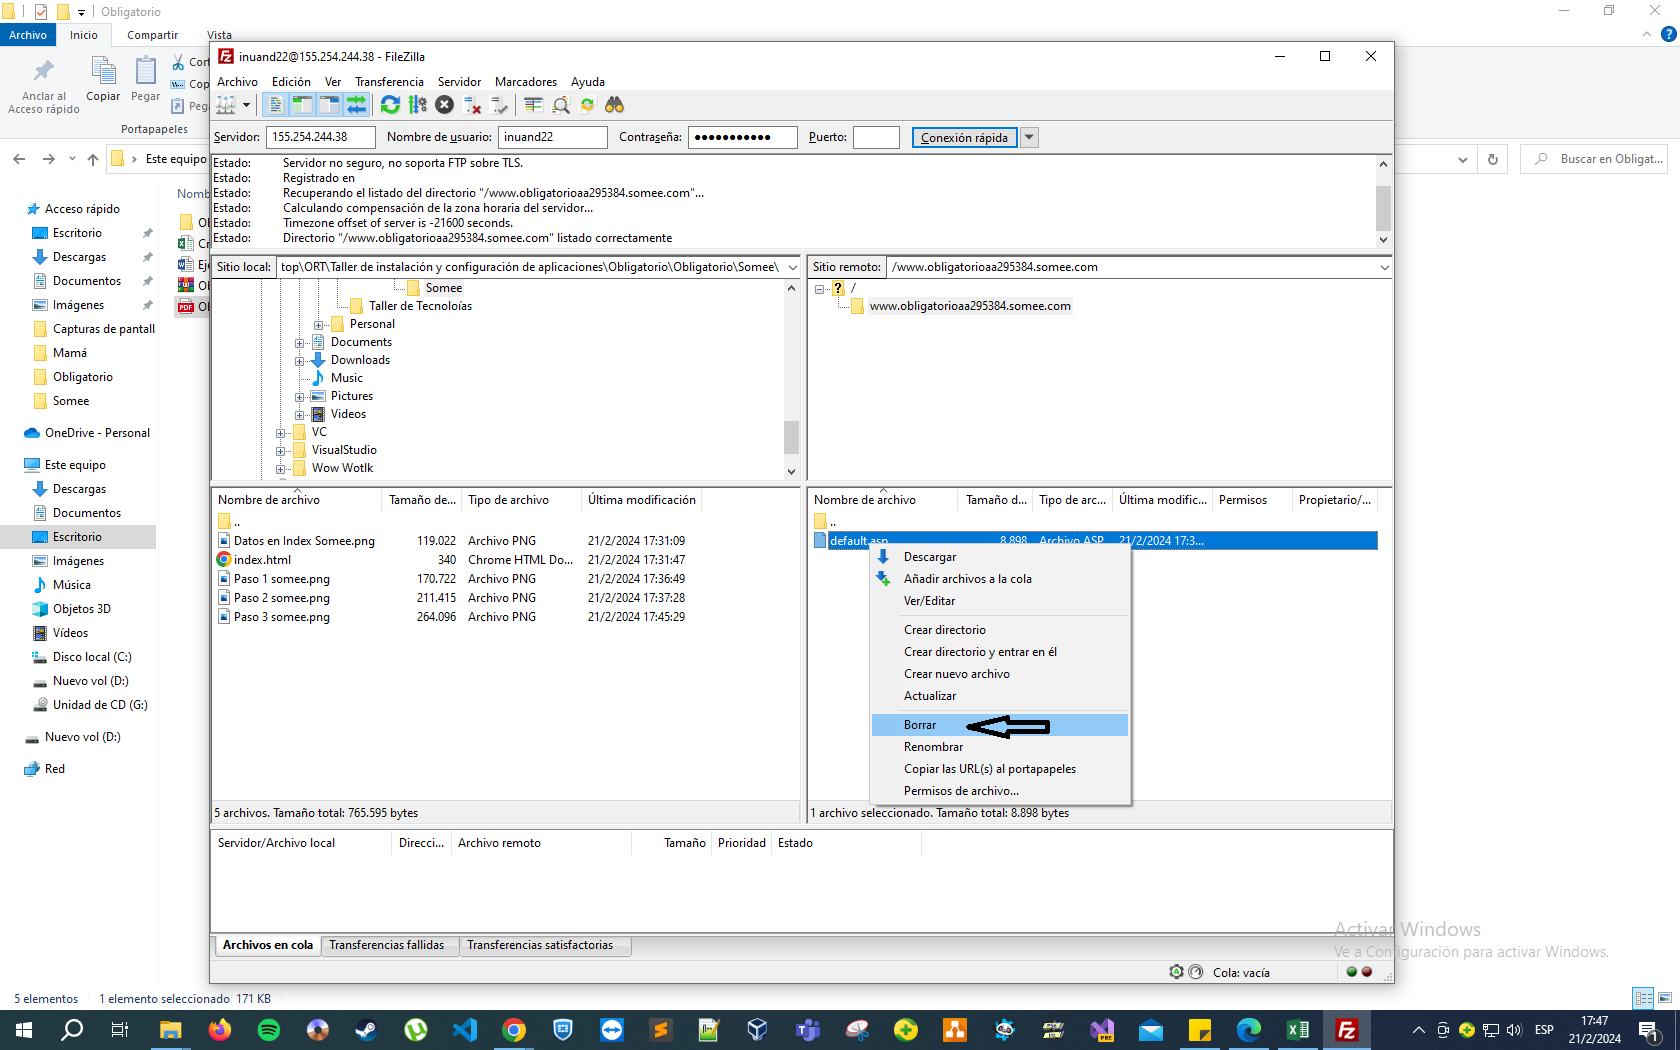 Obligatorio
Archivo Inicio Compartir Vista
Anclar al Acceso rápido
Copiar
Pegar
Cort
Cop
Peg
Portapapeles
Este equipo
Buscar en Obligat...
Nomb
Acceso rápido
Escritorio
Descargas
Documentos
Imágenes
Capturas de pantall
Mamá
Obligatorio
Somee
OneDrive - Personal
Este equipo
Descargas
Documentos
Escritorio
Imágenes
Música
Objetos 3D
Vídeos
Disco local (C:)
Nuevo vol (D:)
Unidad de CD (G:)
Nuevo vol (D:)
Red
Ol
Cr
Eje
Ol
Ol
5 elementos 1 elemento seleccionado 171 KB
inuand22@155.254.244.38 - FileZilla
Archivo Edición Ver Transferencia Servidor Marcadores Ayuda
Servidor: 155.254.244.38 Nombre de usuario: inuand22 Contraseña: ●●●●●●●●●●● Puerto: Conexión rápida
Estado: Servidor no seguro, no soporta FTP sobre TLS.
Estado: Registrado en
Estado: Recuperando el listado del directorio "/www.obligatorioaa295384.somee.com"...
Estado: Calculando compensación de la zona horaria del servidor...
Estado: Timezone offset of server is -21600 seconds.
Estado: Directorio "/www.obligatorioaa295384.somee.com" listado correctamente
Sitio local: top\ORT\Taller de instalación y configuración de aplicaciones\Obligatorio\Obligatorio\Somee\
Somee
Taller de Tecnoloías
Personal
Documents
Downloads
Music
Pictures
Videos
VC
VisualStudio
Wow Wotlk
Sitio remoto: /www.obligatorioaa295384.somee.com
/
www.obligatorioaa295384.somee.com
Nombre de archivo Tamaño de... Tipo de archivo Última modificación
..
Datos en Index Somee.png 119.022 Archivo PNG 21/2/2024 17:31:09
index.html 340 Chrome HTML Do... 21/2/2024 17:31:47
Paso 1 somee.png 170.722 Archivo PNG 21/2/2024 17:36:49
Paso 2 somee.png 211.415 Archivo PNG 21/2/2024 17:37:28
Paso 3 somee.png 264.096 Archivo PNG 21/2/2024 17:45:29
5 archivos. Tamaño total: 765.595 bytes
Nombre de archivo Tamaño d... Tipo de arc... Última modific... Permisos Propietario/...
..
default.asp 8.898 Archivo ASP 21/2/2024 17:3...
Descargar
Añadir archivos a la cola
Ver/Editar
Crear directorio
Crear directorio y entrar en él
Crear nuevo archivo
Actualizar
Borrar
Renombrar
Copiar las URL(s) al portapapeles
Permisos de archivo...
1 archivo seleccionado. Tamaño total: 8.898 bytes
Servidor/Archivo local Direcci... Archivo remoto Tamaño Prioridad Estado
Archivos en cola Transferencias fallidas Transferencias satisfactorias
Cola: vacía
Activar Windows
Ve a Configuración para activar Windows.
ESP
17:47
21/2/2024
1